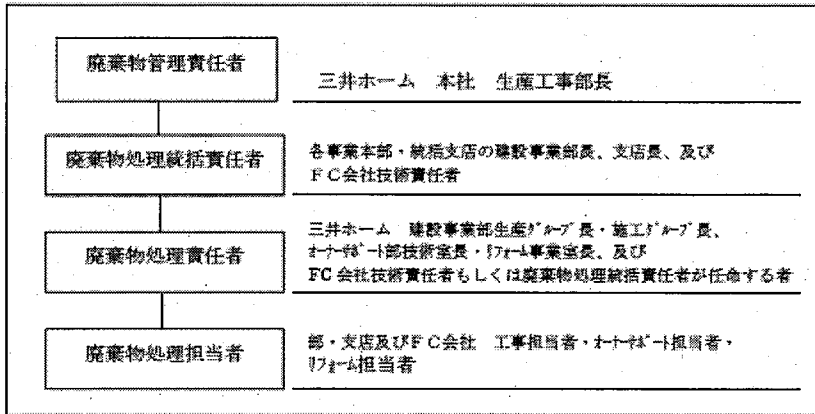 廃棄物管理責任者
三井ホーム　本社　生産工事部長
廃棄物処理統括責任者
各事業本部・統括支店の建設事業部長、支店長、及び
ＦＣ会社技術責任者
廃棄物処理責任者
三井ホーム　建設事業部生産ｸﾞﾙｰﾌﾟ長・施工ｸﾞﾙｰﾌﾟ長、
ｵｰﾅｰｻﾎﾟｰﾄ部技術室長・ﾘﾌｫｰﾑ事業室長、及び
FC会社技術責任者もしくは廃棄物処理統括責任者が任命する者
廃棄物処理担当者
部・支店及びＦＣ会社　工事担当者・ｵｰﾅｰｻﾎﾟｰﾄ担当者・
ﾘﾌｫｰﾑ担当者